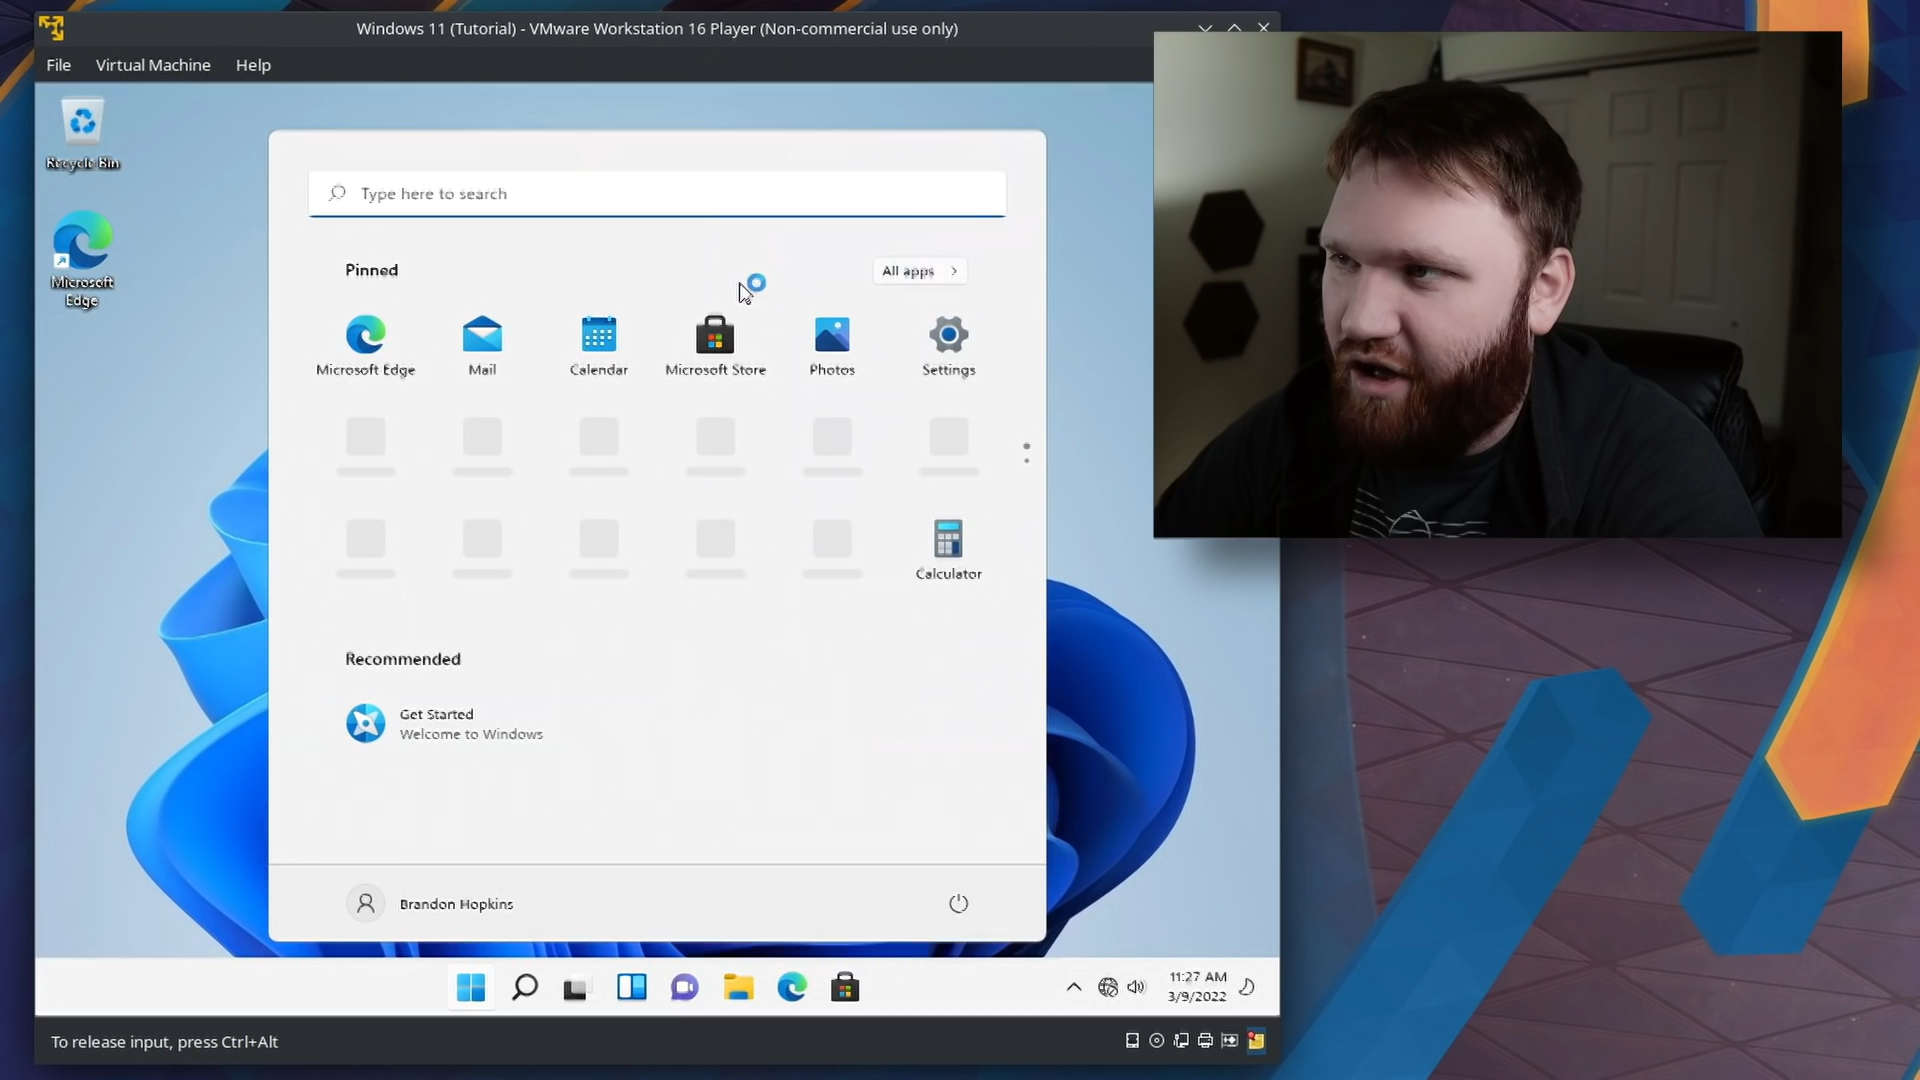 Windows 11 (Tutorial) - VMware Workstation 16 Player (Non-commercial use only)
File Virtual Machine Help
Recycle Bin
Microsoft
Edge
Type here to search
Pinned
All apps
Microsoft Edge Mail Calendar Microsoft Store Photos Settings
Calculator
Recommended
Get Started
Welcome to Windows
Brandon Hopkins
11:27 AM
3/9/2022
To release input, press Ctrl+Alt